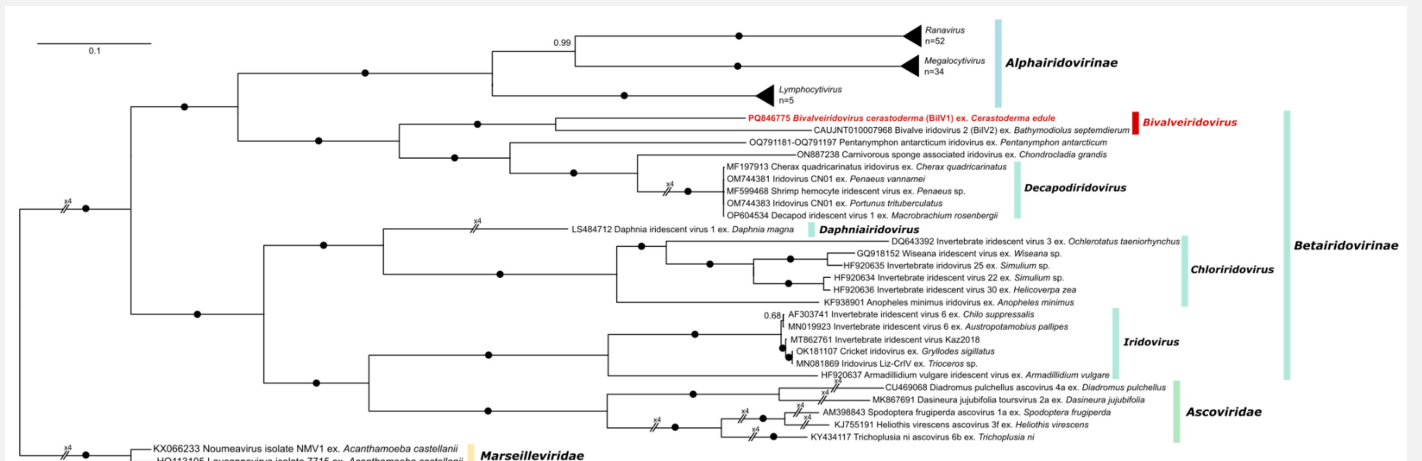 0.1
0.99
Ranavirus
n=52
Megalocytivirus
n=34
Alphairidovirinae
Lymphocytivirus
n=5
PQ846775 Bivalveiridovirus cerastoderma (BiIV1) ex. Cerastoderma edule
CAUJNT010007968 Bivalve iridovirus 2 (BiIV2) ex. Bathymodiolus septemdierum
Bivalveiridovirus
OQ791181-OQ791197 Pentanymphon antarcticum iridovirus ex. Pentanymphon antarcticum
ON887238 Carnivorous sponge associated iridovirus ex. Chondrocladia grandis
MF197913 Cherax quadricarinatus iridovirus ex. Cherax quadricarinatus
OM744381 Iridovirus CN01 ex. Penaeus vannamei
x4
MF599468 Shrimp hemocyte iridescent virus ex. Penaeus sp.
Decapodiridovirus
OM744383 Iridovirus CN01 ex. Portunus trituberculatus
x4
OP604534 Decapod iridescent virus 1 ex. Macrobrachium rosenbergii
x4
LS484712 Daphnia iridescent virus 1 ex. Daphnia magna
Daphniairidovirus
DQ643392 Invertebrate iridescent virus 3 ex. Ochlerotatus taeniorhynchus
Betairidovirinae
GQ918152 Wiseana iridescent virus ex. Wiseana sp.
HF920635 Invertebrate iridovirus 25 ex. Simulium sp.
Chloriridovirus
HF920634 Invertebrate iridescent virus 22 ex. Simulium sp.
HF920636 Invertebrate iridescent virus 30 ex. Helicoverpa zea
KF938901 Anopheles minimus iridovirus ex. Anopheles minimus
0.68
AF303741 Invertebrate iridescent virus 6 ex. Chilo suppressalis
MN019923 Invertebrate iridescent virus 6 ex. Austropotamobius pallipes
MT862761 Invertebrate iridescent virus Kaz2018
Iridovirus
OK181107 Cricket iridovirus ex. Gryllodes sigillatus
MN081869 Iridovirus Liz-CrIV ex. Trioceros sp.
HF920637 Armadillidium vulgare iridescent virus ex. Armadillidium vulgare
x4
CU469068 Diadromus pulchellus ascovirus 4a ex. Diadromus pulchellus
x4
MK867691 Dasineura jujubifolia toursvirus 2a ex. Dasineura jujubifolia
x4
x4
AM398843 Spodoptera frugiperda ascovirus 1a ex. Spodoptera frugiperda
Ascoviridae
x4
x4
KJ755191 Heliothis virescens ascovirus 3f ex. Heliothis virescens
x4
KY434117 Trichoplusia ni ascovirus 6b ex. Trichoplusia ni
x4
KX066233 Noumeavirus isolate NMV1 ex. Acanthamoeba castellanii
Marseilleviridae